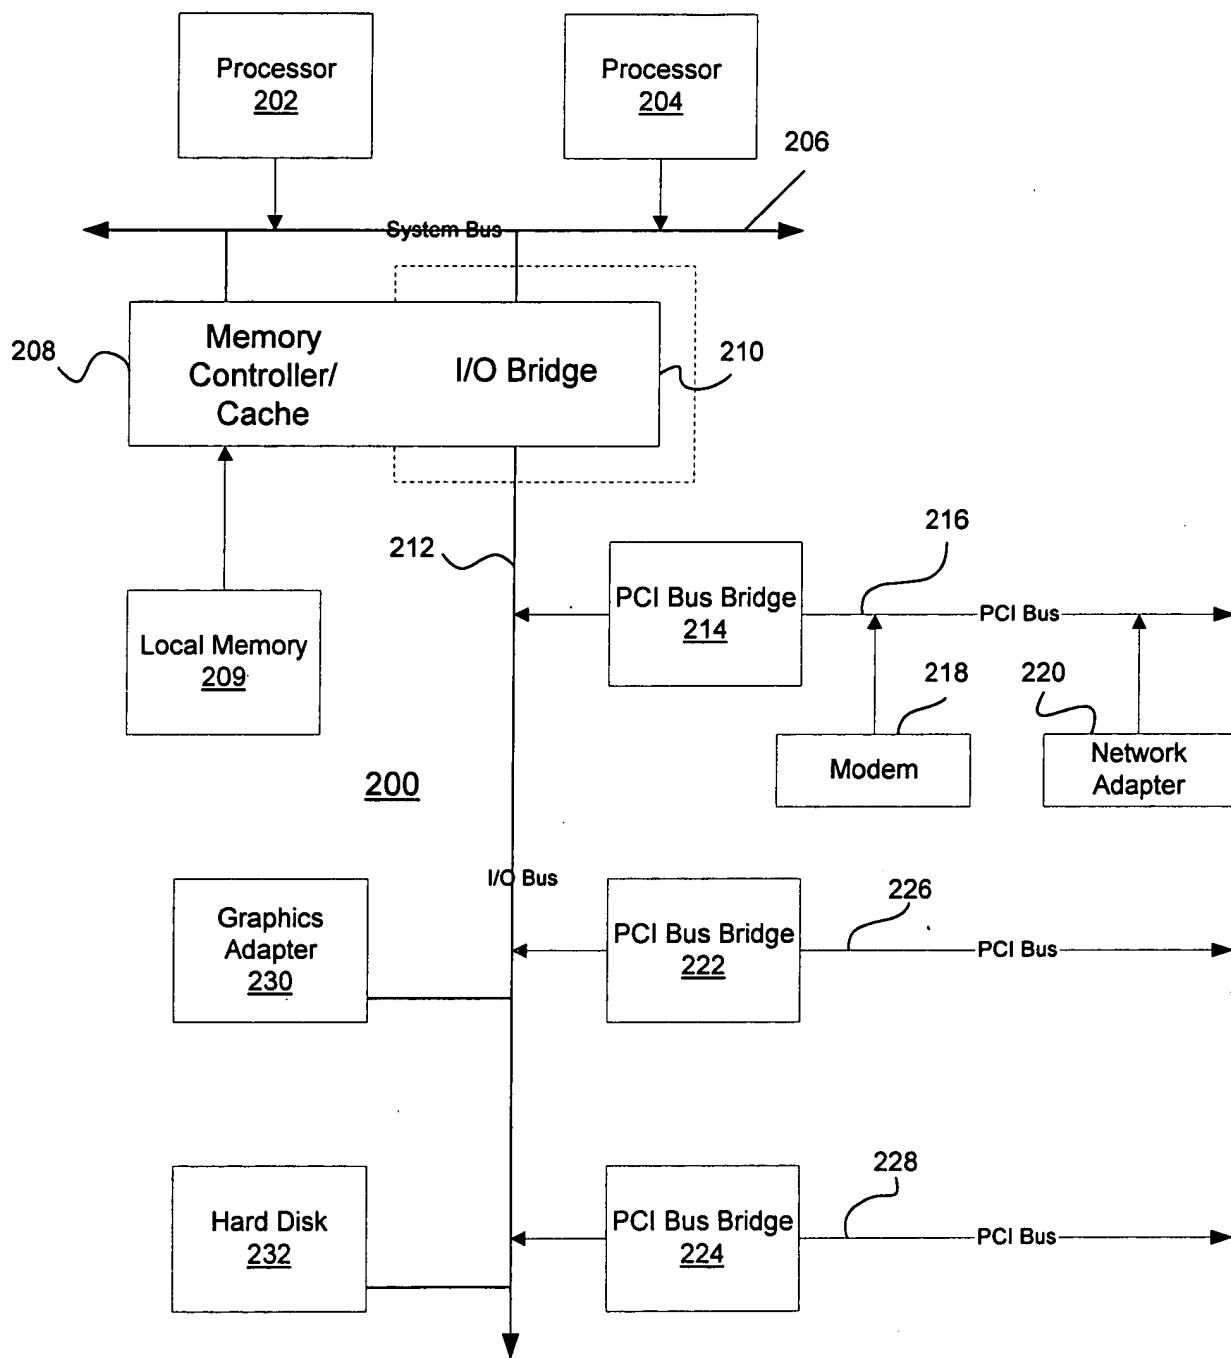 Processor
202
Processor
204
206
System Bus
208
Memory
Controller/
Cache
I/O Bridge
210
212
216
PCI Bus Bridge
214
PCI Bus
Local Memory
209
218
220
Modem
Network
Adapter
200
I/O Bus
Graphics
Adapter
230
PCI Bus Bridge
222
226
PCI Bus
Hard Disk
232
PCI Bus Bridge
224
228
PCI Bus